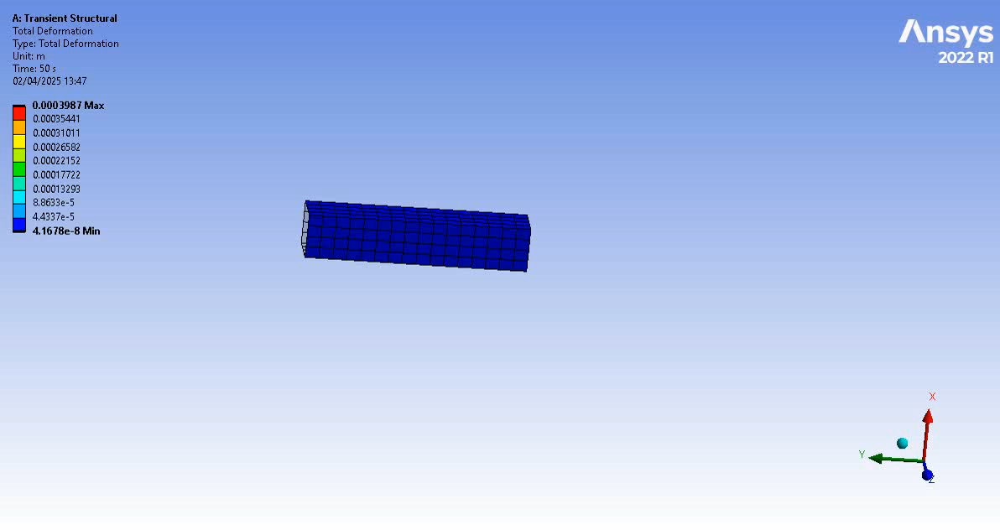 A: Transient Structural
Total Deformation
Type: Total Deformation
Unit: m
Time: 50 s
02/04/2025 13:47
0.0003987 Max
0.00035441
0.00031011
0.00026582
0.00022152
0.00017722
0.00013293
8.8633e-5
4.4337e-5
4.1678e-8 Min
Ansys
2022 R1
X
Y
Z